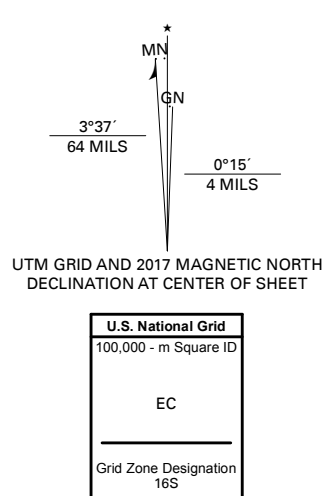 ★
MN
GN
3°37´
64 MILS
0°15´
4 MILS
UTM GRID AND 2017 MAGNETIC NORTH
DECLINATION AT CENTER OF SHEET
U.S. National Grid
100,000 - m Square ID
EC
Grid Zone Designation
16S